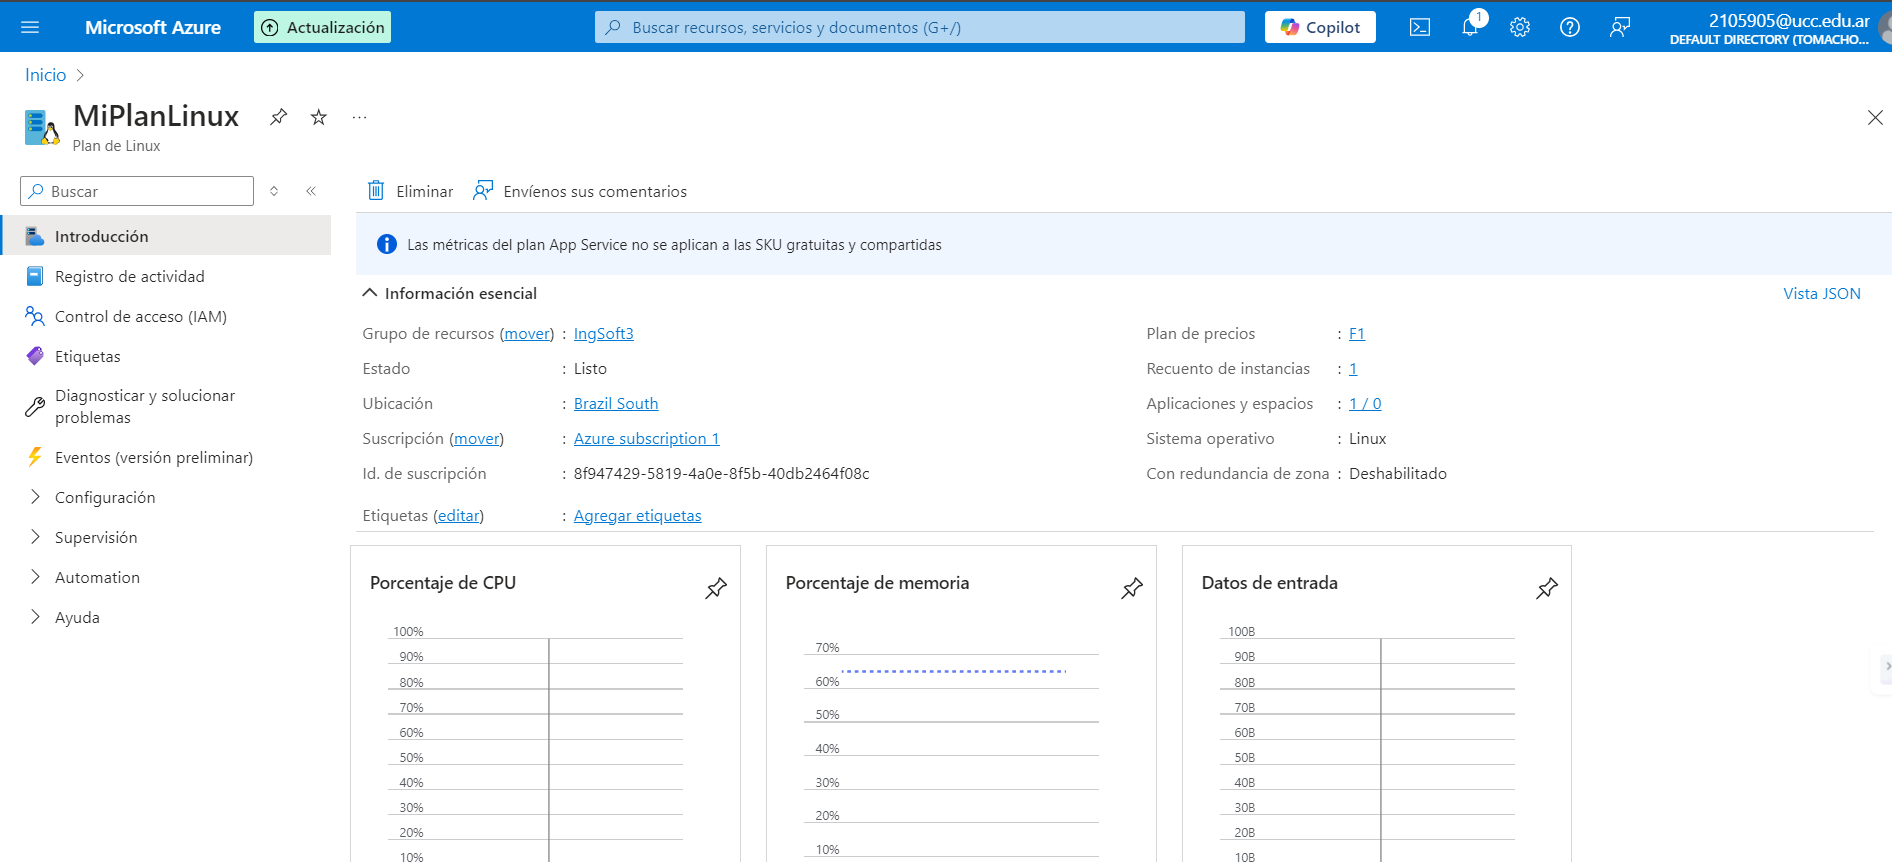 Microsoft Azure
Actualización
Buscar recursos, servicios y documentos (G+/)
Copilot
1
2105905@ucc.edu.ar
DEFAULT DIRECTORY (TOMACHO...
Inicio
MiPlanLinux
Plan de Linux
Buscar
Introducción
Registro de actividad
Control de acceso (IAM)
Etiquetas
Diagnosticar y solucionar
problemas
Eventos (versión preliminar)
Configuración
Supervisión
Automation
Ayuda
Eliminar
Envíenos sus comentarios
Las métricas del plan App Service no se aplican a las SKU gratuitas y compartidas
Información esencial
Vista JSON
Grupo de recursos (mover) : IngSoft3
Estado : Listo
Ubicación : Brazil South
Suscripción (mover) : Azure subscription 1
Id. de suscripción : 8f947429-5819-4a0e-8f5b-40db2464f08c
Etiquetas (editar) : Agregar etiquetas
Plan de precios : F1
Recuento de instancias : 1
Aplicaciones y espacios : 1 / 0
Sistema operativo : Linux
Con redundancia de zona : Deshabilitado
Porcentaje de CPU
100%
90%
80%
70%
60%
50%
40%
30%
20%
10%
Porcentaje de memoria
70%
60%
50%
40%
30%
20%
10%
Datos de entrada
100B
90B
80B
70B
60B
50B
40B
30B
20B
10B